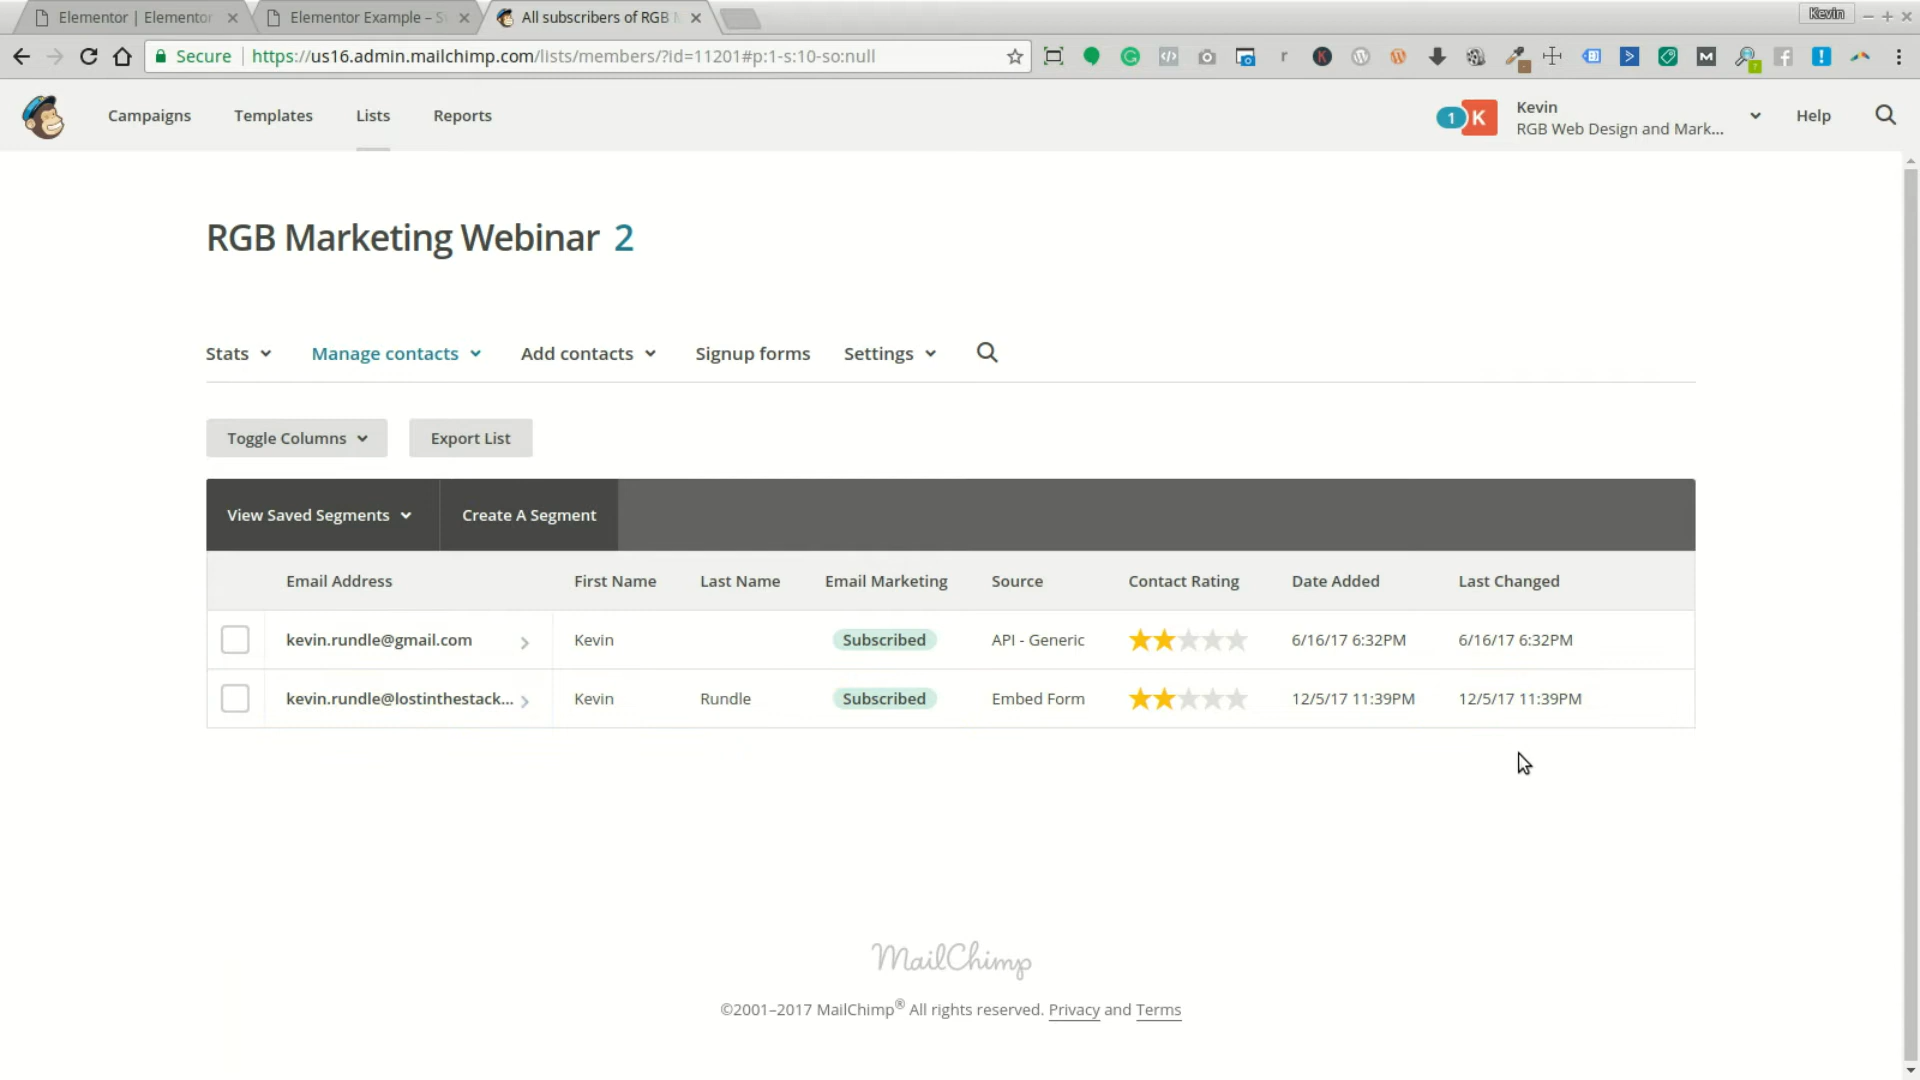 Elementor | Elementor
Elementor Example – S
All subscribers of RGB
Kevin
Secure
https://us16.admin.mailchimp.com/lists/members/?id=11201#p:1-s:10-so:null
Campaigns
Templates
Lists
Reports
1
K
Kevin
RGB Web Design and Mark...
Help
RGB Marketing Webinar 2
Stats
Manage contacts
Add contacts
Signup forms
Settings
Toggle Columns
Export List
View Saved Segments
Create A Segment
Email Address First Name Last Name Email Marketing Source Contact Rating Date Added Last Changed
kevin.rundle@gmail.com Kevin Subscribed API - Generic 6/16/17 6:32PM 6/16/17 6:32PM
kevin.rundle@lostinthestack... Kevin Rundle Subscribed Embed Form 12/5/17 11:39PM 12/5/17 11:39PM
MailChimp
©2001–2017 MailChimp® All rights reserved. Privacy and Terms